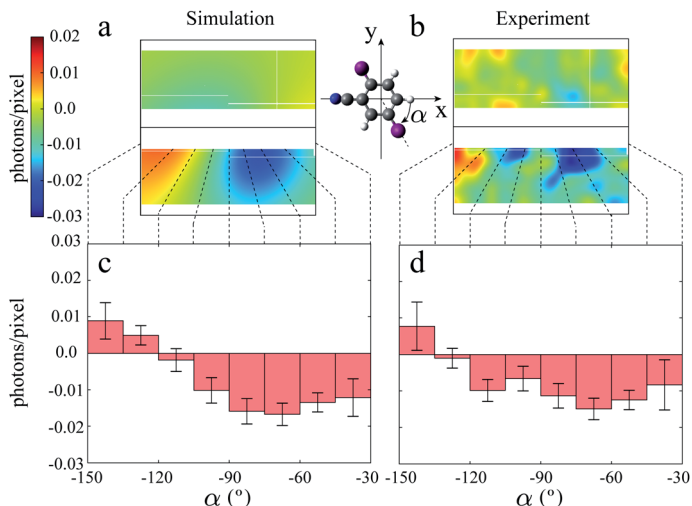 Simulation
Experiment
a
b
photons/pixel
0.02
0.01
0.0
-0.01
-0.02
-0.03
y
x
α
c
d
photons/pixel
0.03
0.02
0.01
0.0
-0.01
-0.02
-0.03
-150 -120 -90 -60 -30
-150 -120 -90 -60 -30
α (º)
α (º)